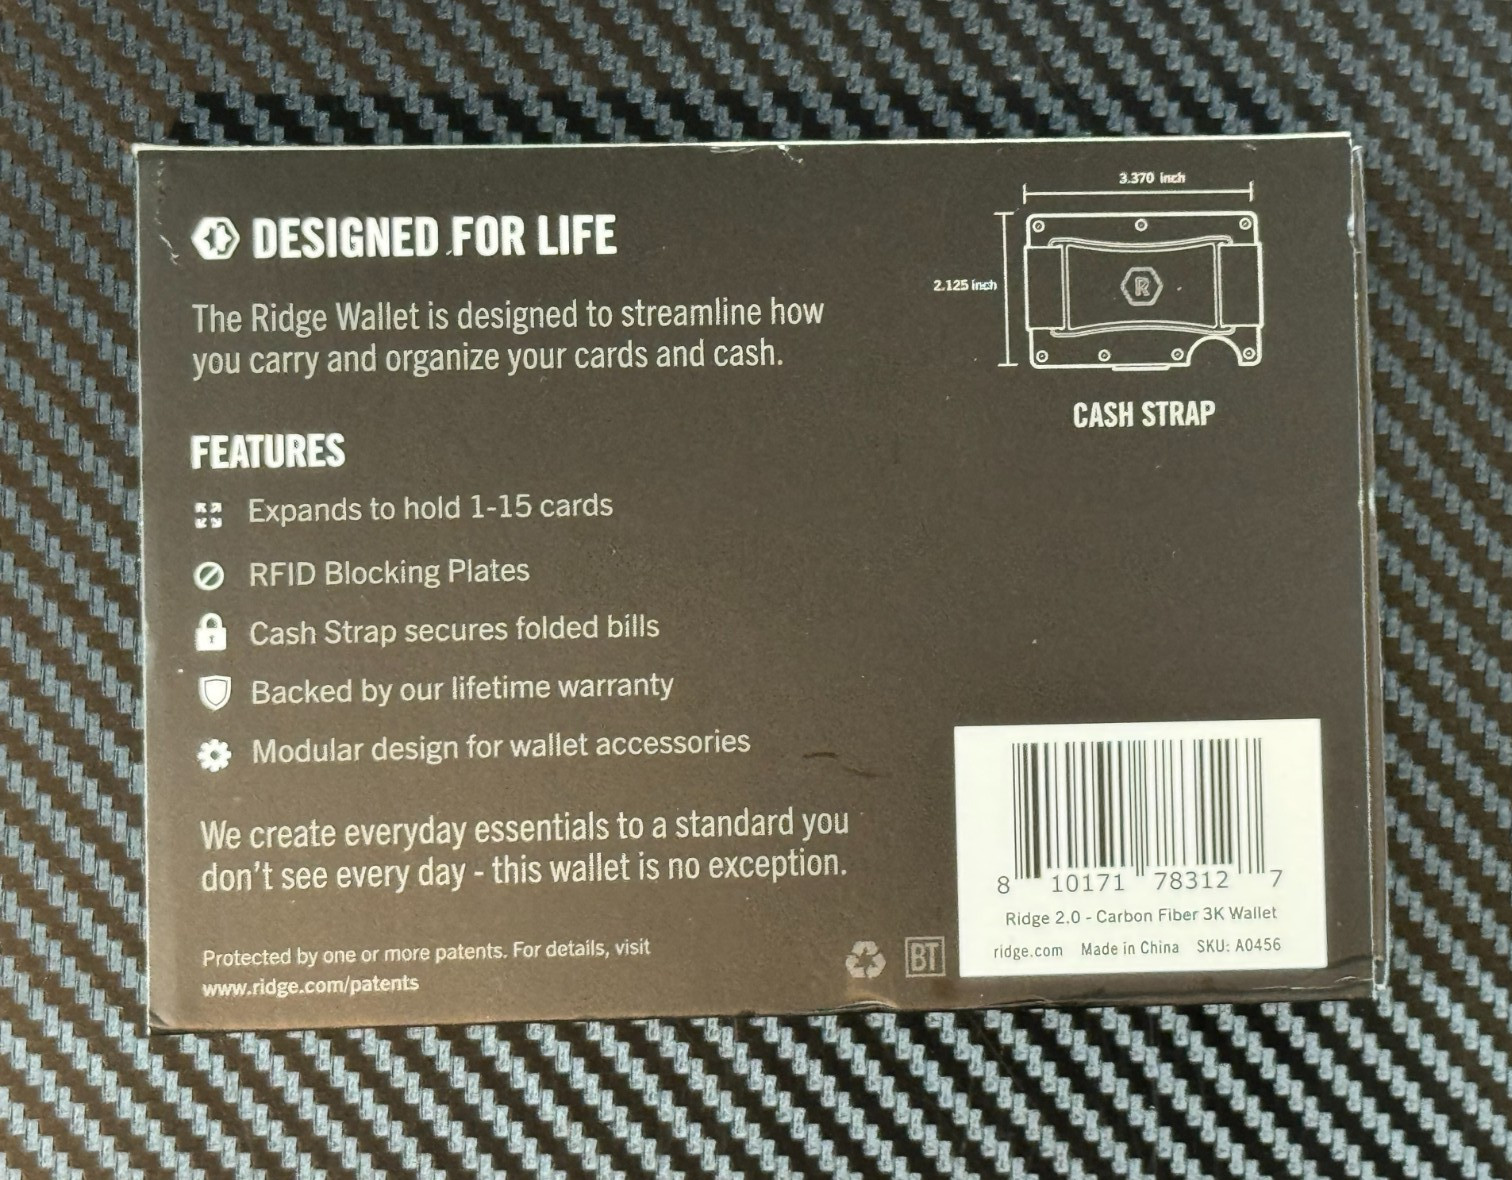 DESIGNED FOR LIFE
The Ridge Wallet is designed to streamline how
you carry and organize your cards and cash.
FEATURES
Expands to hold 1-15 cards
RFID Blocking Plates
Cash Strap secures folded bills
Backed by our lifetime warranty
Modular design for wallet accessories
We create everyday essentials to a standard you
don't see every day - this wallet is no exception.
Protected by one or more patents. For details, visit
www.ridge.com/patents
3.370 inch
2.125 inch
R
CASH STRAP
BT
8 10171 78312 7
Ridge 2.0 - Carbon Fiber 3K Wallet
ridge.com Made in China SKU: A0456